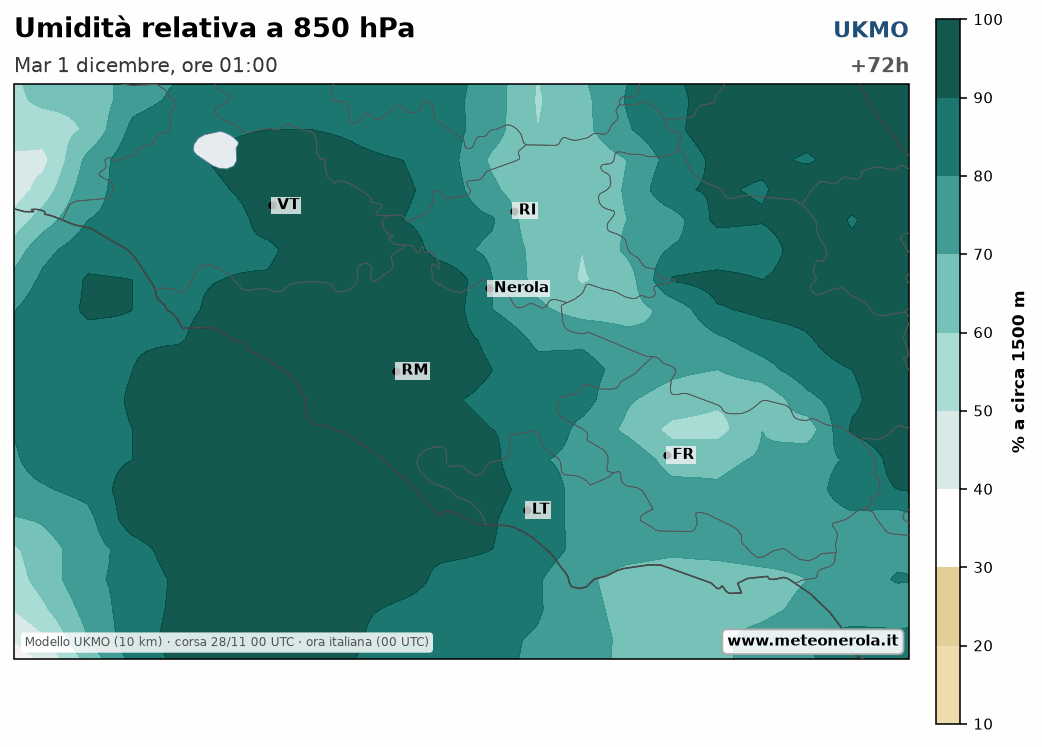 Umidità relativa a 850 hPa
UKMO
Mar 1 dicembre, ore 01:00
+72h
VT
RI
Nerola
RM
FR
LT
Modello UKMO (10 km) · corsa 28/11 00 UTC · ora italiana (00 UTC)
www.meteonerola.it
100
90
80
70
60
50
40
30
20
10
% a circa 1500 m